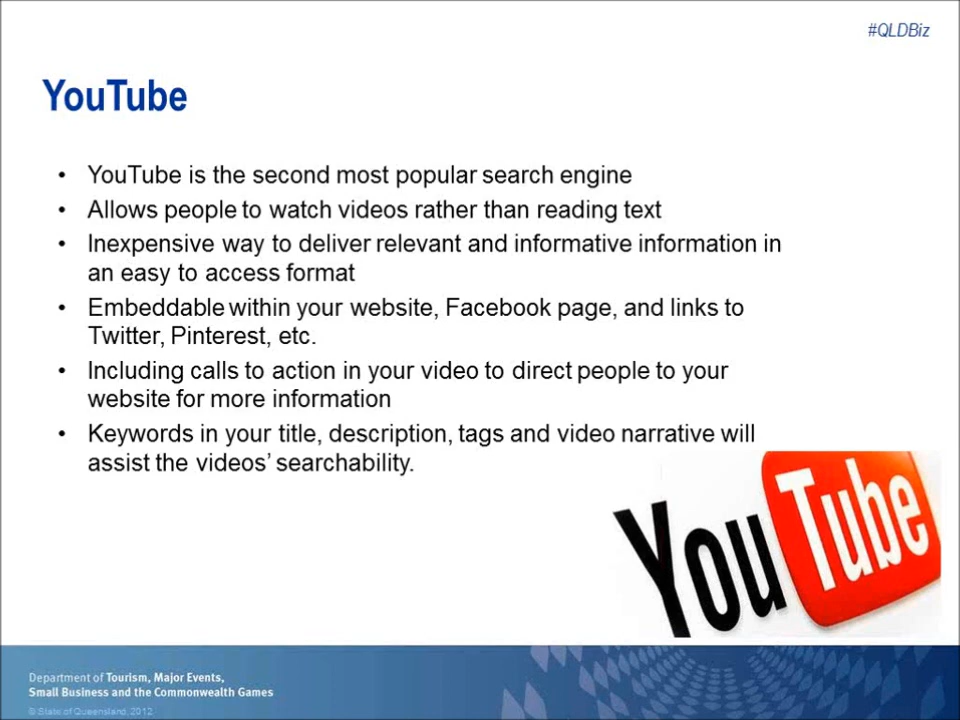 #QLDBiz
YouTube
• YouTube is the second most popular search engine
• Allows people to watch videos rather than reading text
• Inexpensive way to deliver relevant and informative information in
an easy to access format
• Embeddable within your website, Facebook page, and links to
Twitter, Pinterest, etc.
• Including calls to action in your video to direct people to your
website for more information
• Keywords in your title, description, tags and video narrative will
assist the videos’ searchability.
YouTube
Department of Tourism, Major Events,
Small Business and the Commonwealth Games
© State of Queensland, 2012